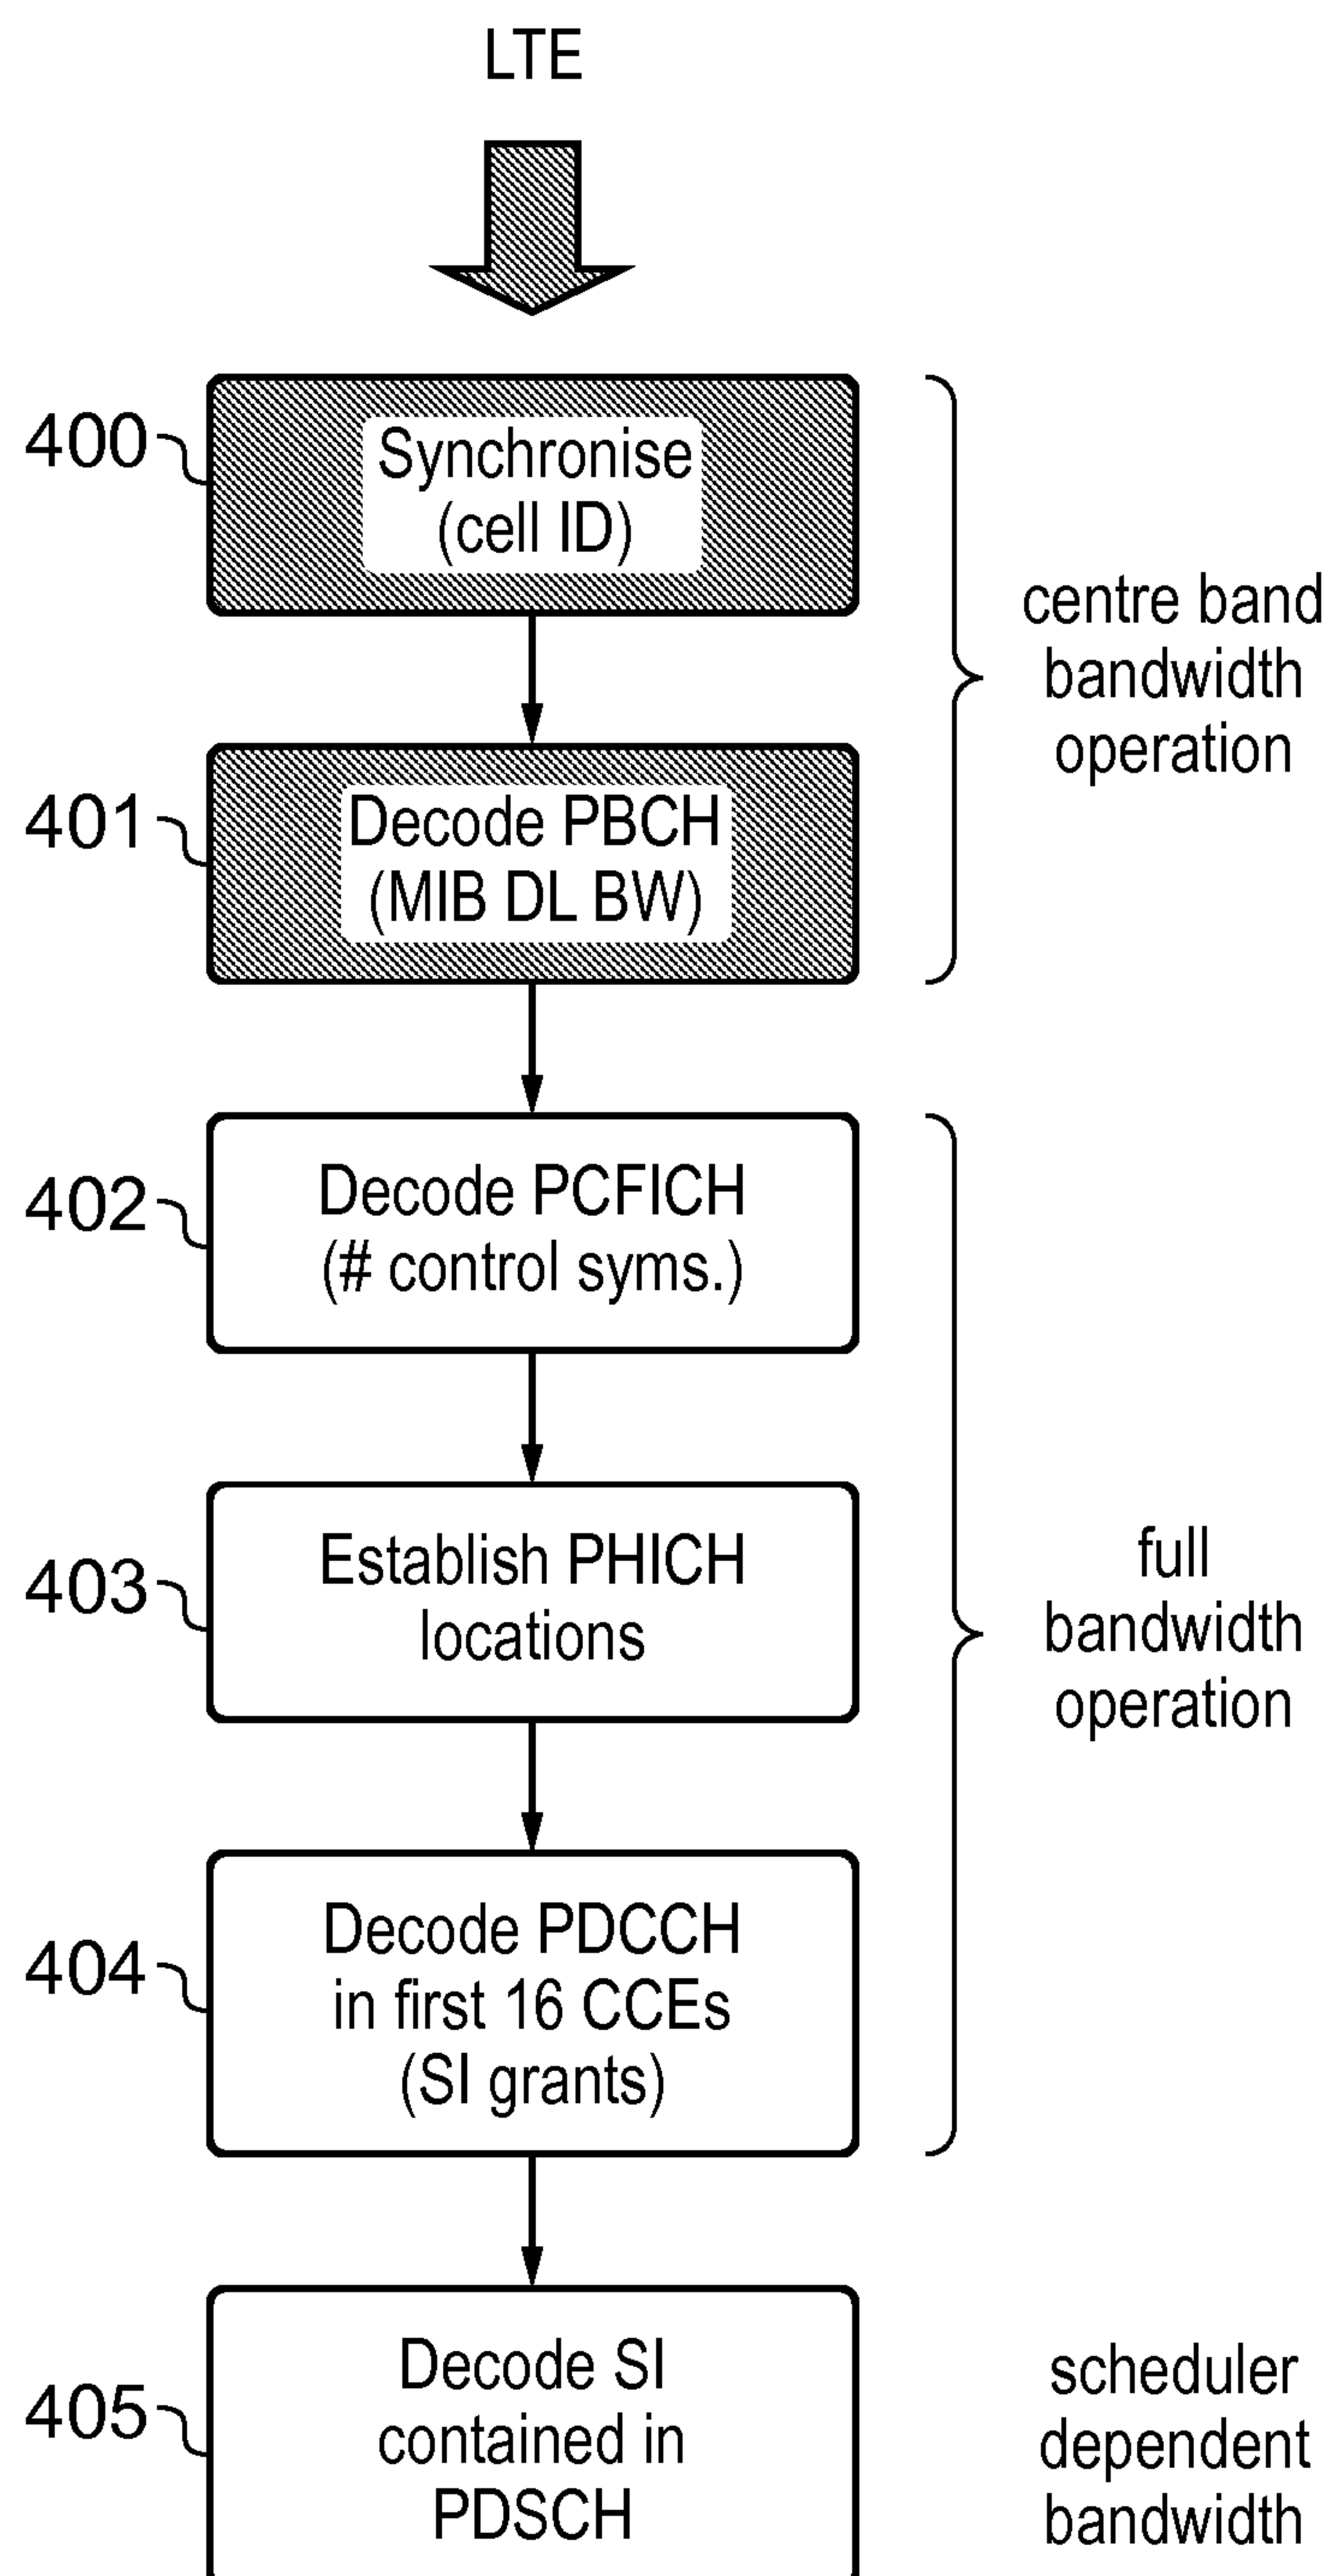 LTE
400
Synchronise
(cell ID)
centre band
bandwidth
operation
401
Decode PBCH
(MIB DL BW)
402
Decode PCFICH
(# control syms.)
403
Establish PHICH
locations
full
bandwidth
operation
404
Decode PDCCH
in first 16 CCEs
(SI grants)
405
Decode SI
contained in
PDSCH
scheduler
dependent
bandwidth